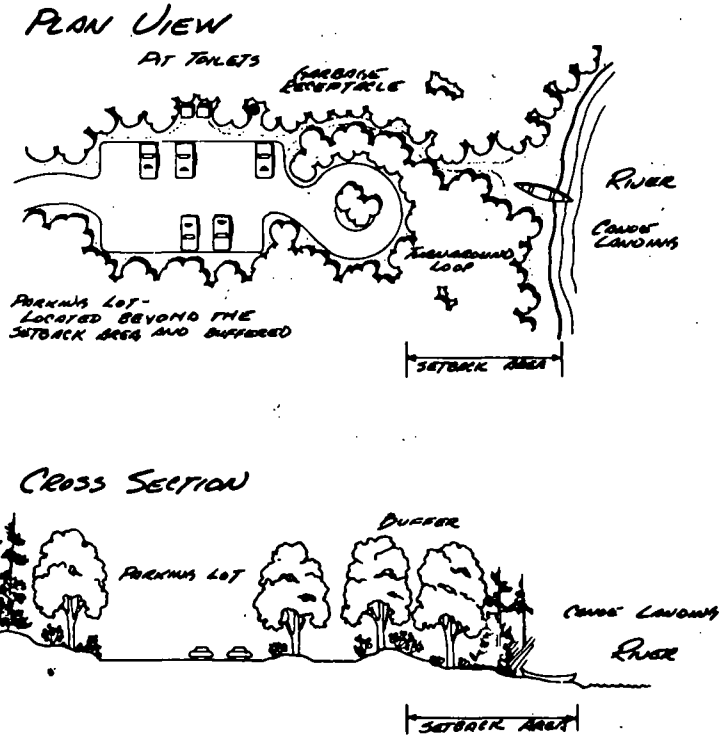 PLAN VIEW
PIT TOILETS
GARBAGE
RECEPTACLE
RIVER
CANOE
LANDING
TURNAROUND
LOOP
PARKING LOT-
LOCATED BEYOND THE
SETBACK AREA AND BUFFERED
SETBACK AREA
CROSS SECTION
BUFFER
PARKING LOT
CANOE LANDING
RIVER
SETBACK AREA